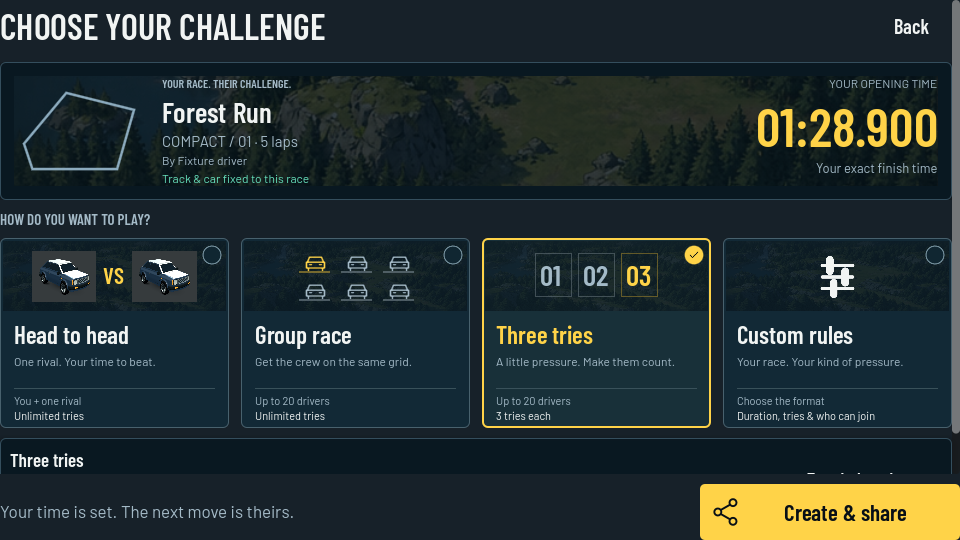 CHOOSE YOUR CHALLENGE
Back
YOUR RACE. THEIR CHALLENGE.
Forest Run
COMPACT / 01 · 5 laps
By Fixture driver
Track & car fixed to this race
YOUR OPENING TIME
01:28.900
Your exact finish time
HOW DO YOU WANT TO PLAY?
VS
Head to head
One rival. Your time to beat.
You + one rival
Unlimited tries
Group race
Get the crew on the same grid.
Up to 20 drivers
Unlimited tries
01 02 03
Three tries
A little pressure. Make them count.
Up to 20 drivers
3 tries each
Custom rules
Your race. Your kind of pressure.
Choose the format
Duration, tries & who can join
Three tries
Your time is set. The next move is theirs.
Create & share